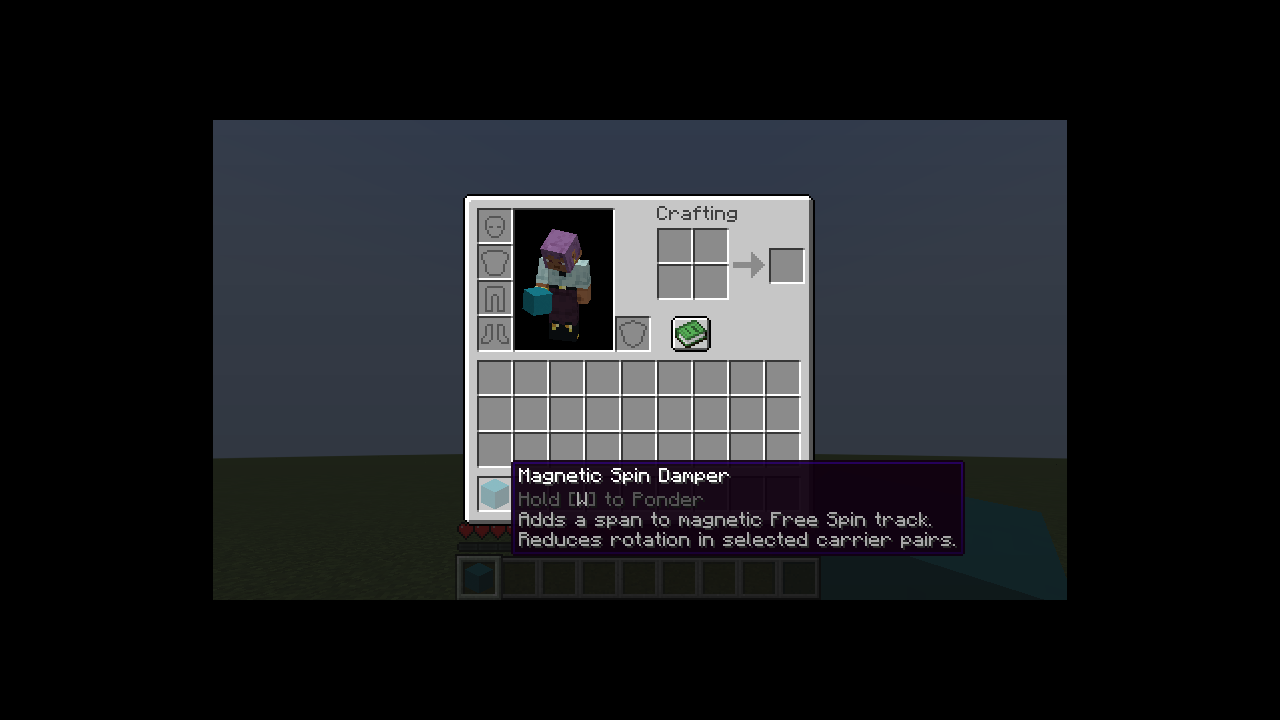 Crafting
Magnetic Spin Damper
Hold [W] to Ponder
Adds a span to magnetic Free Spin track.
Reduces rotation in selected carrier pairs.